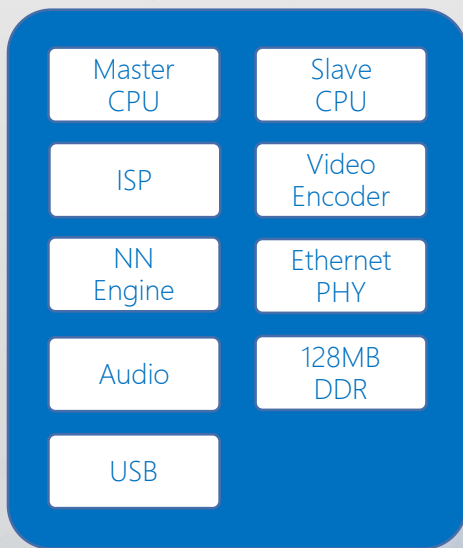 Master
CPU
Slave
CPU
ISP
Video
Encoder
NN
Engine
Ethernet
PHY
Audio
128MB
DDR
USB